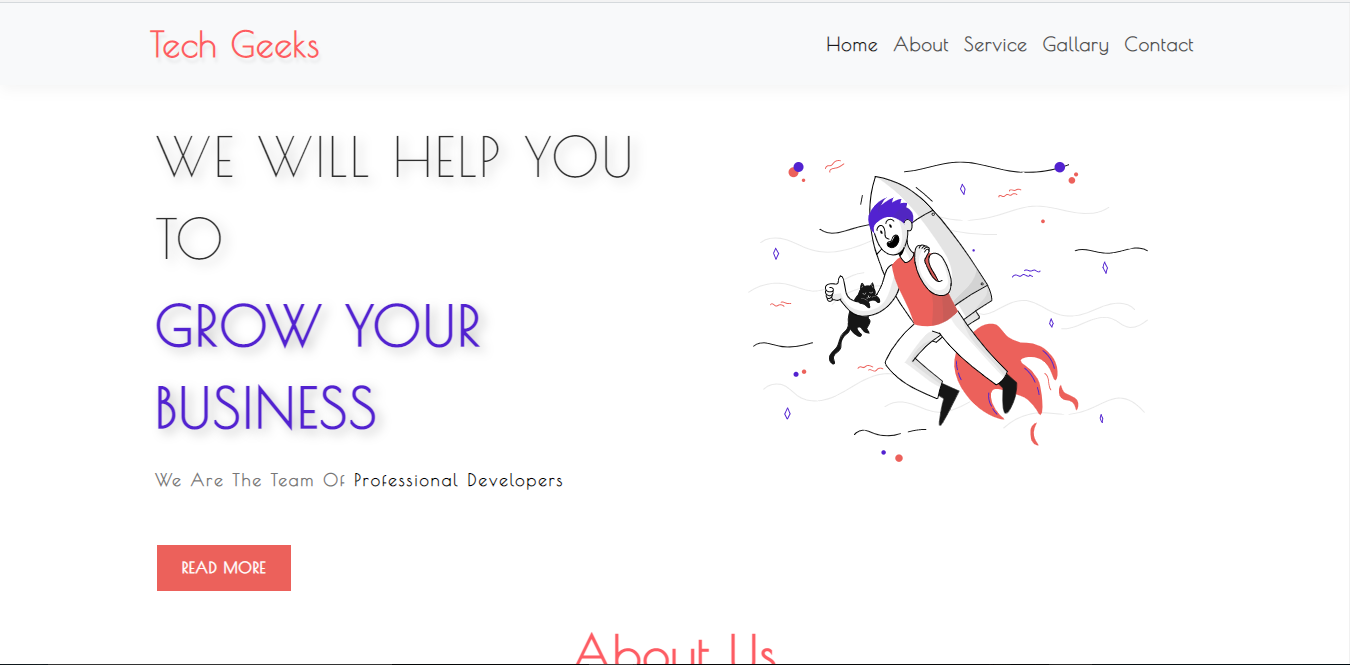 Tech Geeks
Home About Service Gallary Contact
WE WILL HELP YOU
TO
GROW YOUR
BUSINESS
We Are The Team Of Professional Developers
READ MORE
About Us